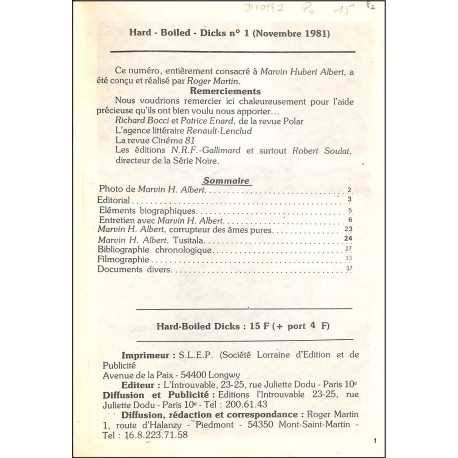 Hard - Boiled - Dicks nº 1 (Novembre 1981)
Ce numéro, entièrement consacré à Marvin Hubert Albert, a
été conçu et réalisé par Roger Martin.
Remerciements
Nous voudrions remercier ici chaleureusement pour l'aide
précieuse qu'ils ont bien voulu nous apporter...
Richard Bocci et Patrice Enard, de la revue Polar
L'agence littéraire Renault-Lenclud
La revue Cinéma 81
Les éditions N.R.F.-Gallimard et surtout Robert Soulat,
directeur de la Série Noire.
Sommaire
Photo de Marvin H. Albert. 2
Editorial 3
Eléments biographiques. 5
Entretien avec Marvin H. Albert. 6
Marvin H. Albert, corrupteur des âmes pures. 23
Marvin H. Albert, Tusitala. 24
Bibliographie chronologique. 27
Filmographie 33
Documents divers. 37
Hard-Boiled Dicks : 15 F (+ port 4 F)
Imprimeur : S.L.E.P. (Société Lorraine d'Edition et de
Publicité
Avenue de la Paix - 54400 Longwy
Editeur : L'Introuvable, 23-25, rue Juliette Dodu - Paris 10e
Diffusion et Publicité : Editions l'Introuvable, 23-25, rue
Juliette Dodu - Paris 10e - Tel : 200.61.43
Diffusion, rédaction et correspondance : Roger Martin
1, route d'Halanzy - Piedmont - 54350 Mont-Saint-Martin -
Tel : 16.8.223.71.58
1